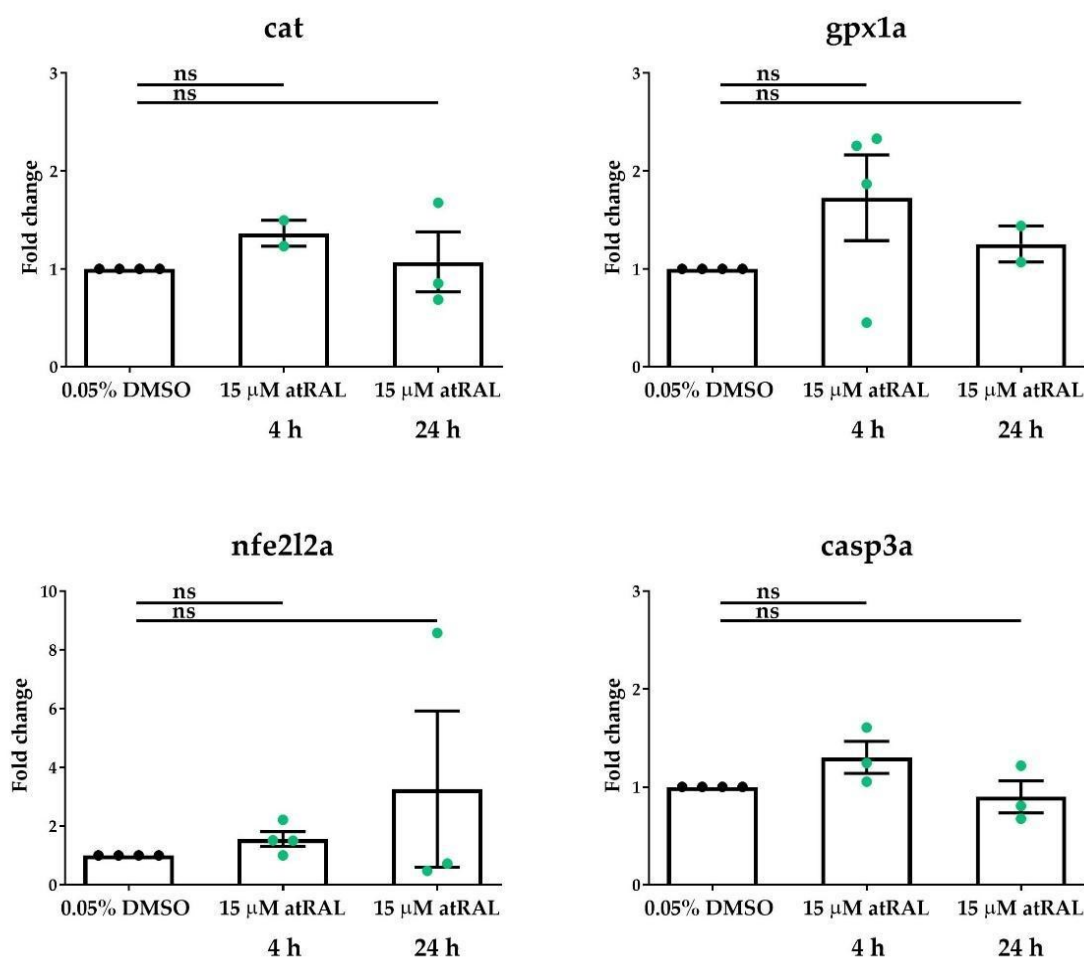 cat
3
ns
ns
2
Fold change
1
0
0.05% DMSO 15 μM atRAL 15 μM atRAL
4 h 24 h
gpx1a
3
ns
ns
2
Fold change
1
0
0.05% DMSO 15 μM atRAL 15 μM atRAL
4 h 24 h
nfe2l2a
10
ns
ns
8
6
Fold change
4
2
0
0.05% DMSO 15 μM atRAL 15 μM atRAL
4 h 24 h
casp3a
3
ns
ns
2
Fold change
1
0
0.05% DMSO 15 μM atRAL 15 μM atRAL
4 h 24 h